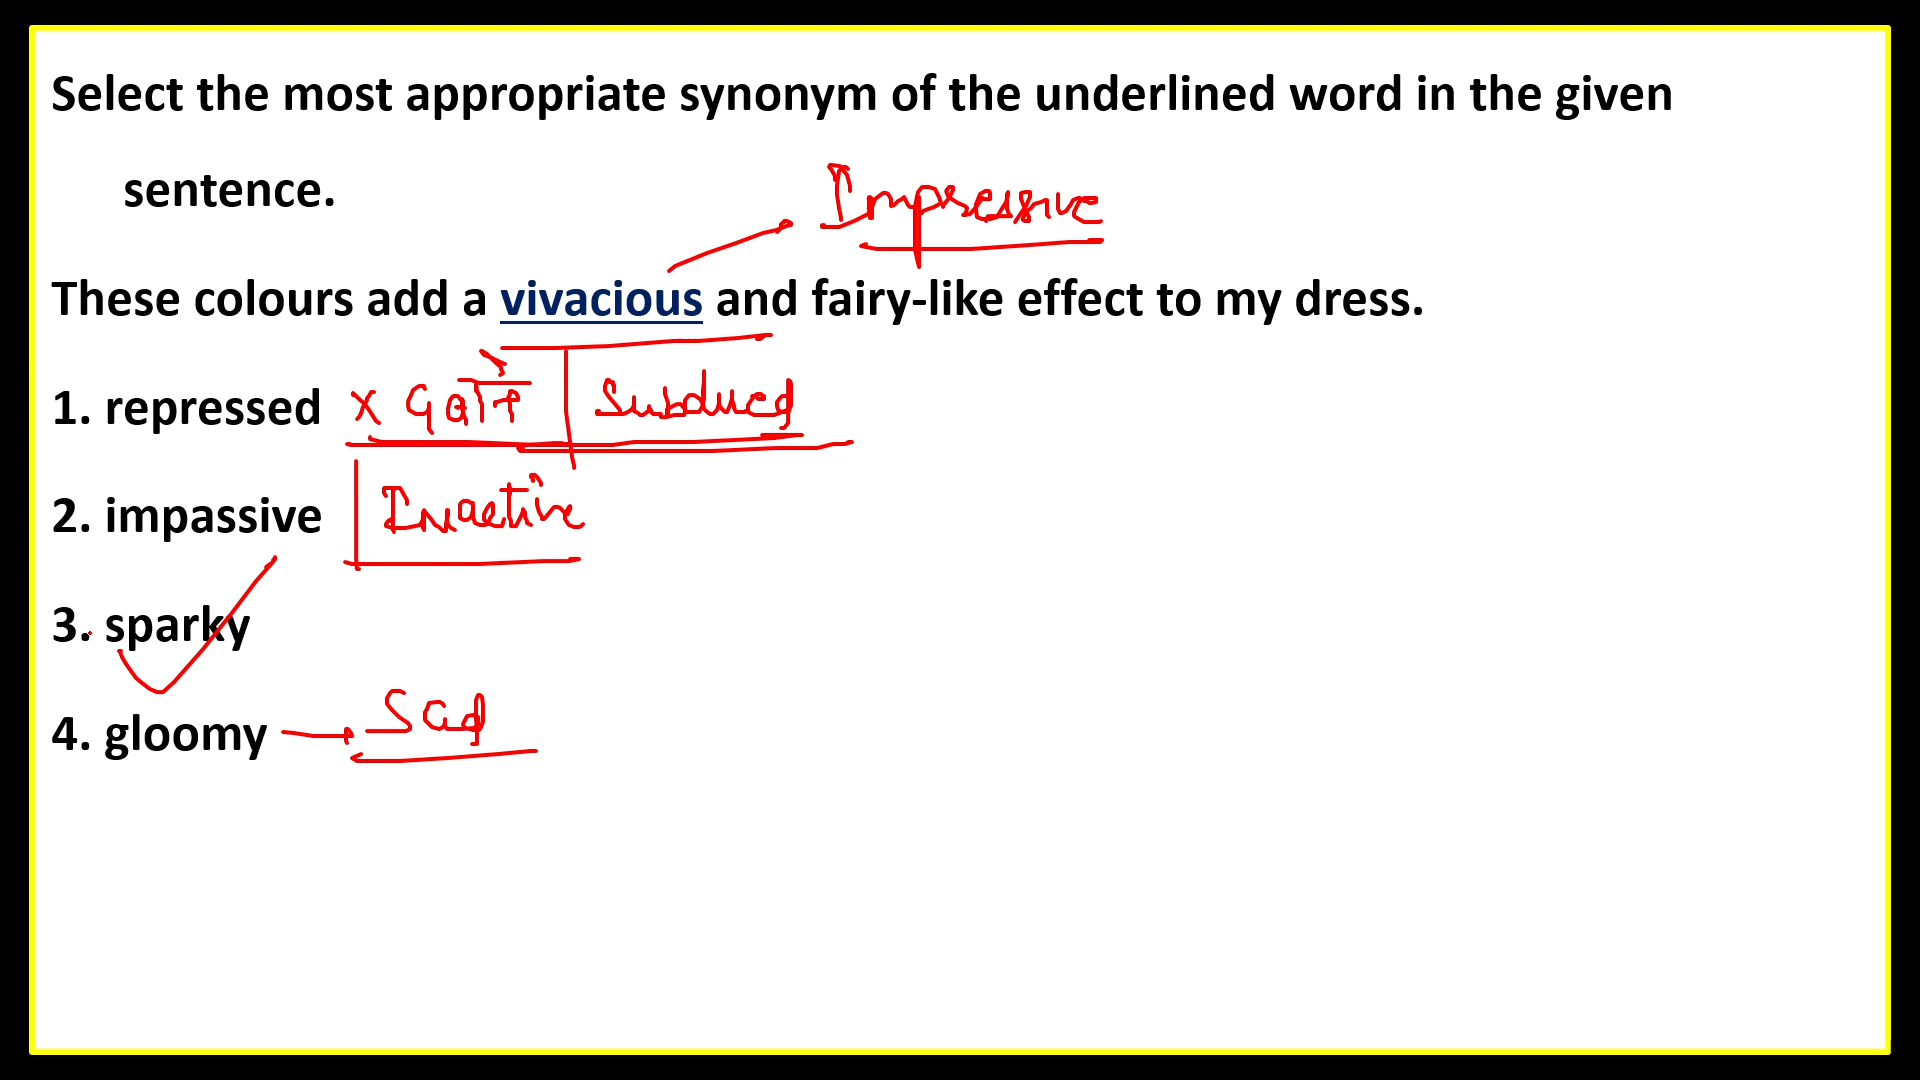 Select the most appropriate synonym of the underlined word in the given
sentence.
Impressive
These colours add a vivacious and fairy-like effect to my dress.
1. repressed x Subdued
2. impassive Inactive
3. sparky
4. gloomy → Sad